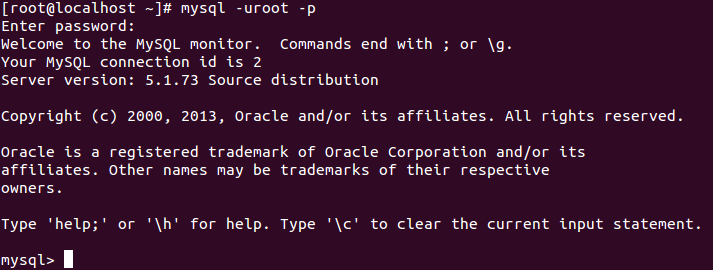 [root@localhost ~]# mysql -uroot -p
Enter password:
Welcome to the MySQL monitor.  Commands end with ; or \g.
Your MySQL connection id is 2
Server version: 5.1.73 Source distribution
Copyright (c) 2000, 2013, Oracle and/or its affiliates. All rights reserved.
Oracle is a registered trademark of Oracle Corporation and/or its
affiliates. Other names may be trademarks of their respective
owners.
Type 'help;' or '\h' for help. Type '\c' to clear the current input statement.
mysql>